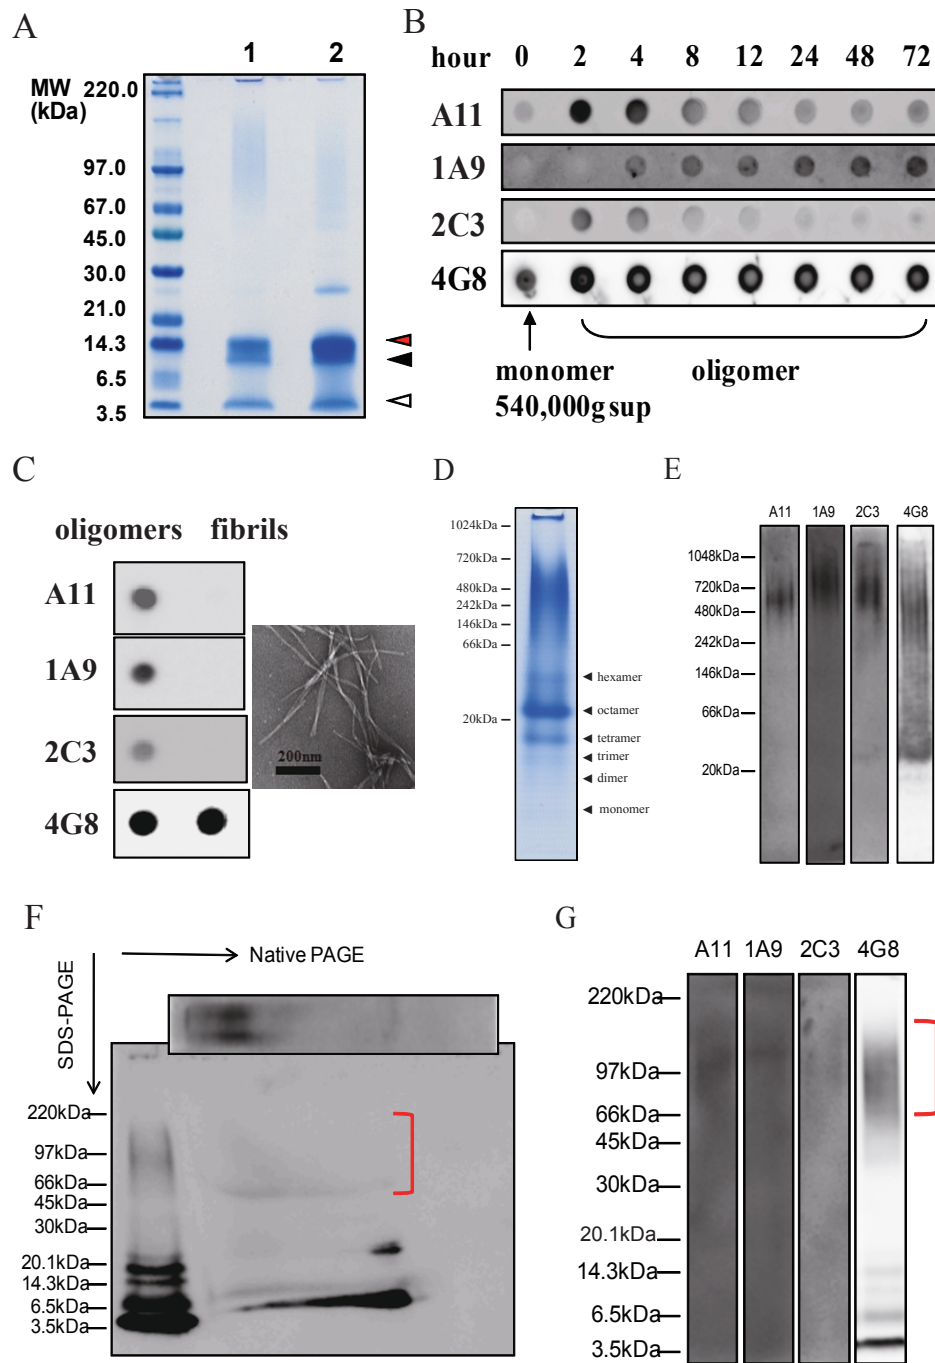 A
1 2
MW
(kDa)
220.0
97.0
67.0
45.0
30.0
21.0
14.3
6.5
3.5
B
hour 0 2 4 8 12 24 48 72
A11
1A9
2C3
4G8
monomer
540,000g sup
oligomer
C
oligomers fibrils
A11
1A9
2C3
4G8
200nm
D
1024kDa
720kDa
480kDa
242kDa
146kDa
66kDa
20kDa
hexamer
octamer
tetramer
trimer
dimer
monomer
E
A11 1A9 2C3 4G8
1048kDa
720kDa
480kDa
242kDa
146kDa
66kDa
20kDa
F
Native PAGE
SDS-PAGE
220kDa
97kDa
66kDa
45kDa
30kDa
20.1kDa
14.3kDa
6.5kDa
3.5kDa
G
A11 1A9 2C3 4G8
220kDa
97kDa
66kDa
45kDa
30kDa
20.1kDa
14.3kDa
6.5kDa
3.5kDa